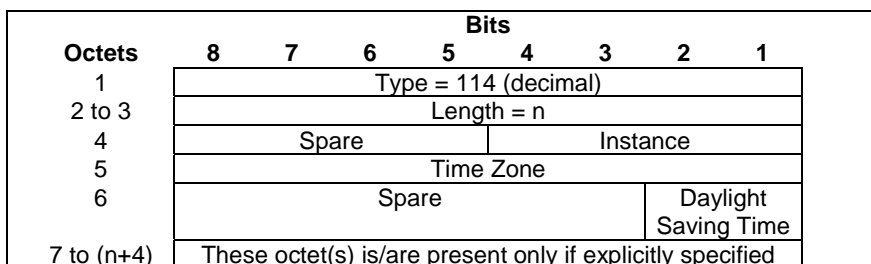 Bits
Octets 8 7 6 5 4 3 2 1
1 Type = 114 (decimal)
2 to 3 Length = n
4 Spare Instance
5 Time Zone
6 Spare Daylight
Saving Time
7 to (n+4) These octet(s) is/are present only if explicitly specified